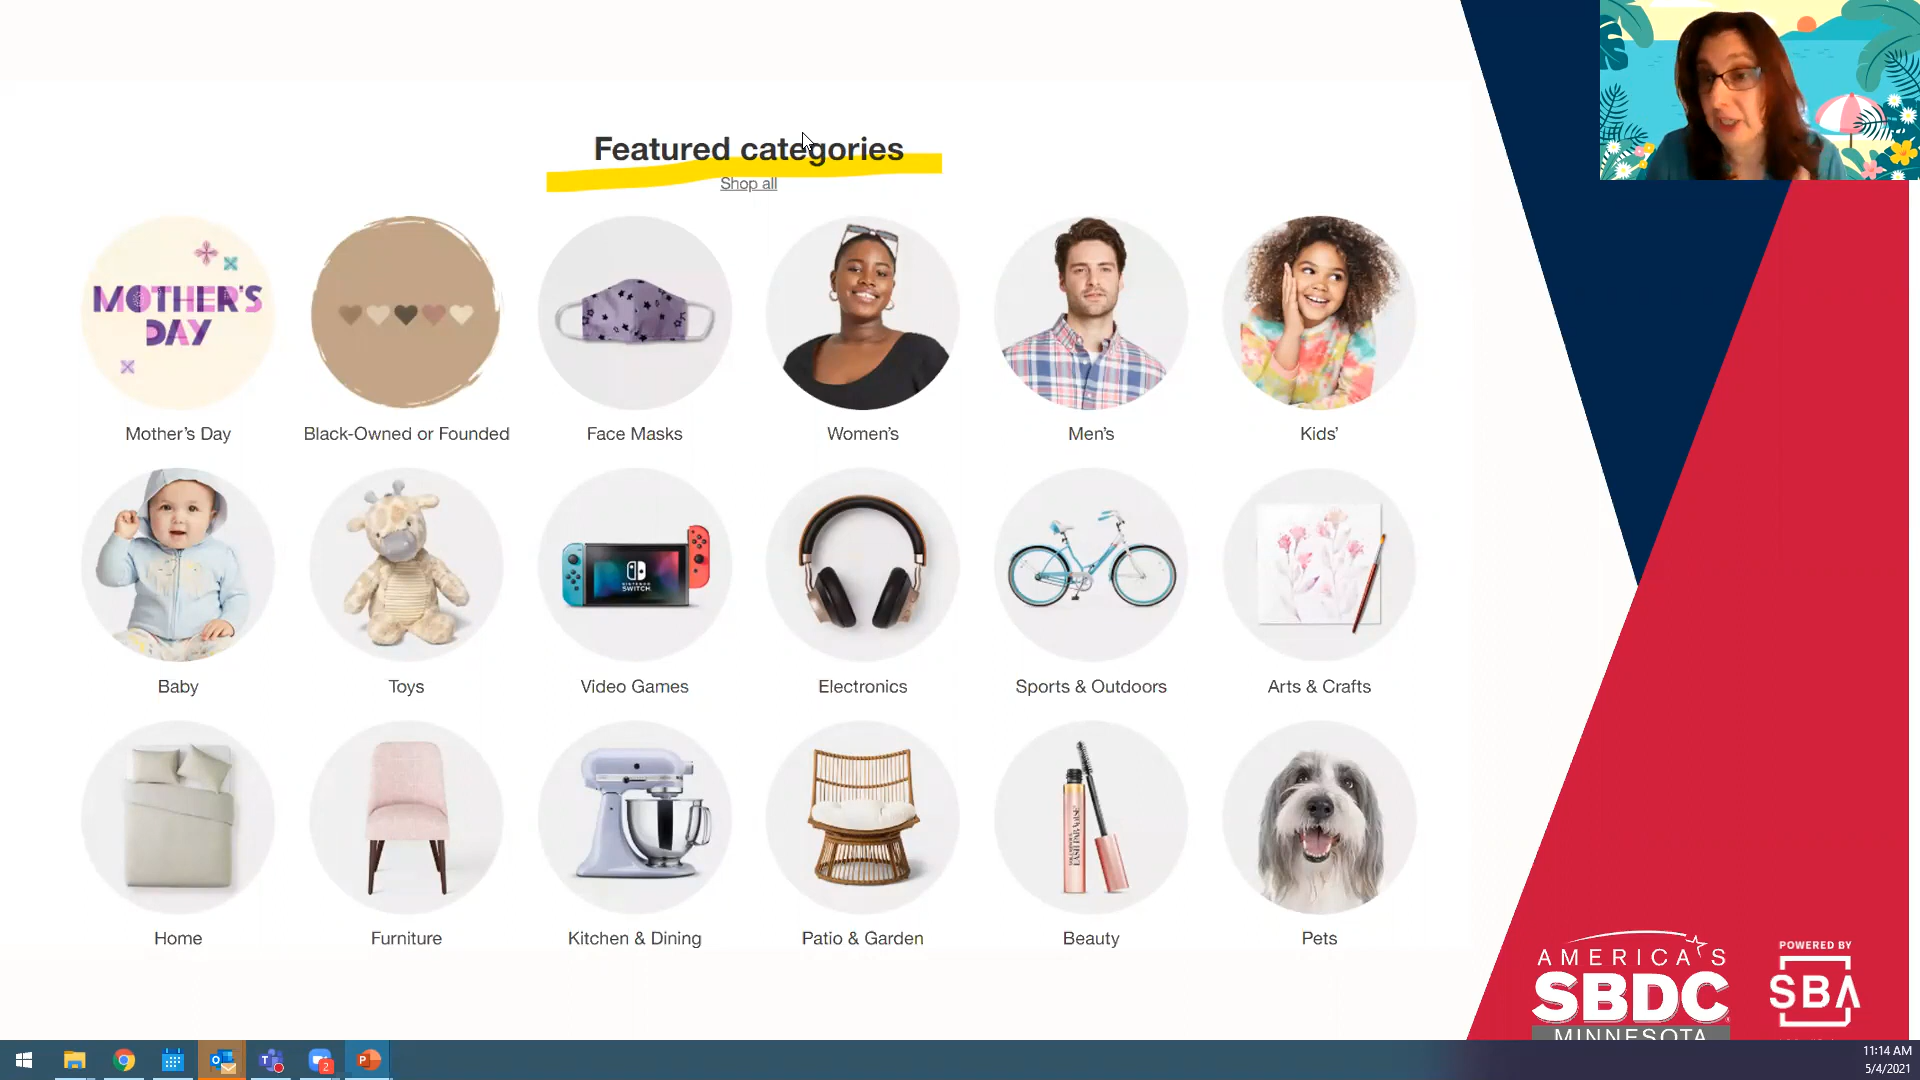 Featured categories
Shop all
MOTHER'S
DAY
Mother's Day
Black-Owned or Founded
Face Masks
Women's
Men's
Kids'
NINTENDO
SWITCH
Baby
Toys
Video Games
Electronics
Sports & Outdoors
Arts & Crafts
Home
Furniture
Kitchen & Dining
Patio & Garden
Beauty
Pets
AMERICA'S
SBDC
MINNESOTA
POWERED BY
SBA
2
11:14 AM
5/4/2021